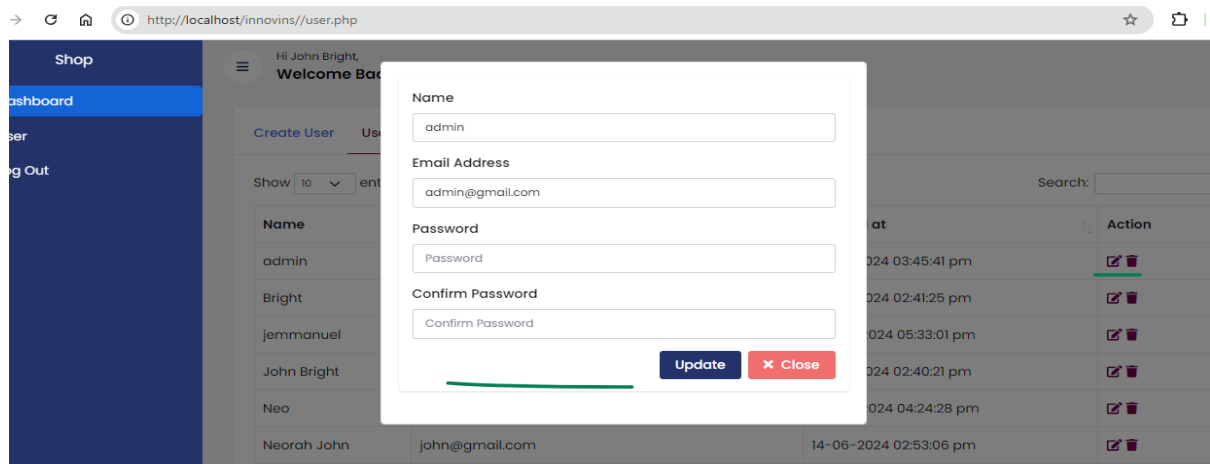 http://localhost/innovins//user.php
Shop
ashboard
ser
og Out
Hi John Bright,
Welcome Bac
Create User Us
Show 10 ent
Search:
Name at Action
admin 024 03:45:41 pm
Bright 024 02:41:25 pm
jemmanuel 024 05:33:01 pm
John Bright 024 02:40:21 pm
Neo 024 04:24:28 pm
Neorah John john@gmail.com 14-06-2024 02:53:06 pm
Name
admin
Email Address
admin@gmail.com
Password
Password
Confirm Password
Confirm Password
Update × Close